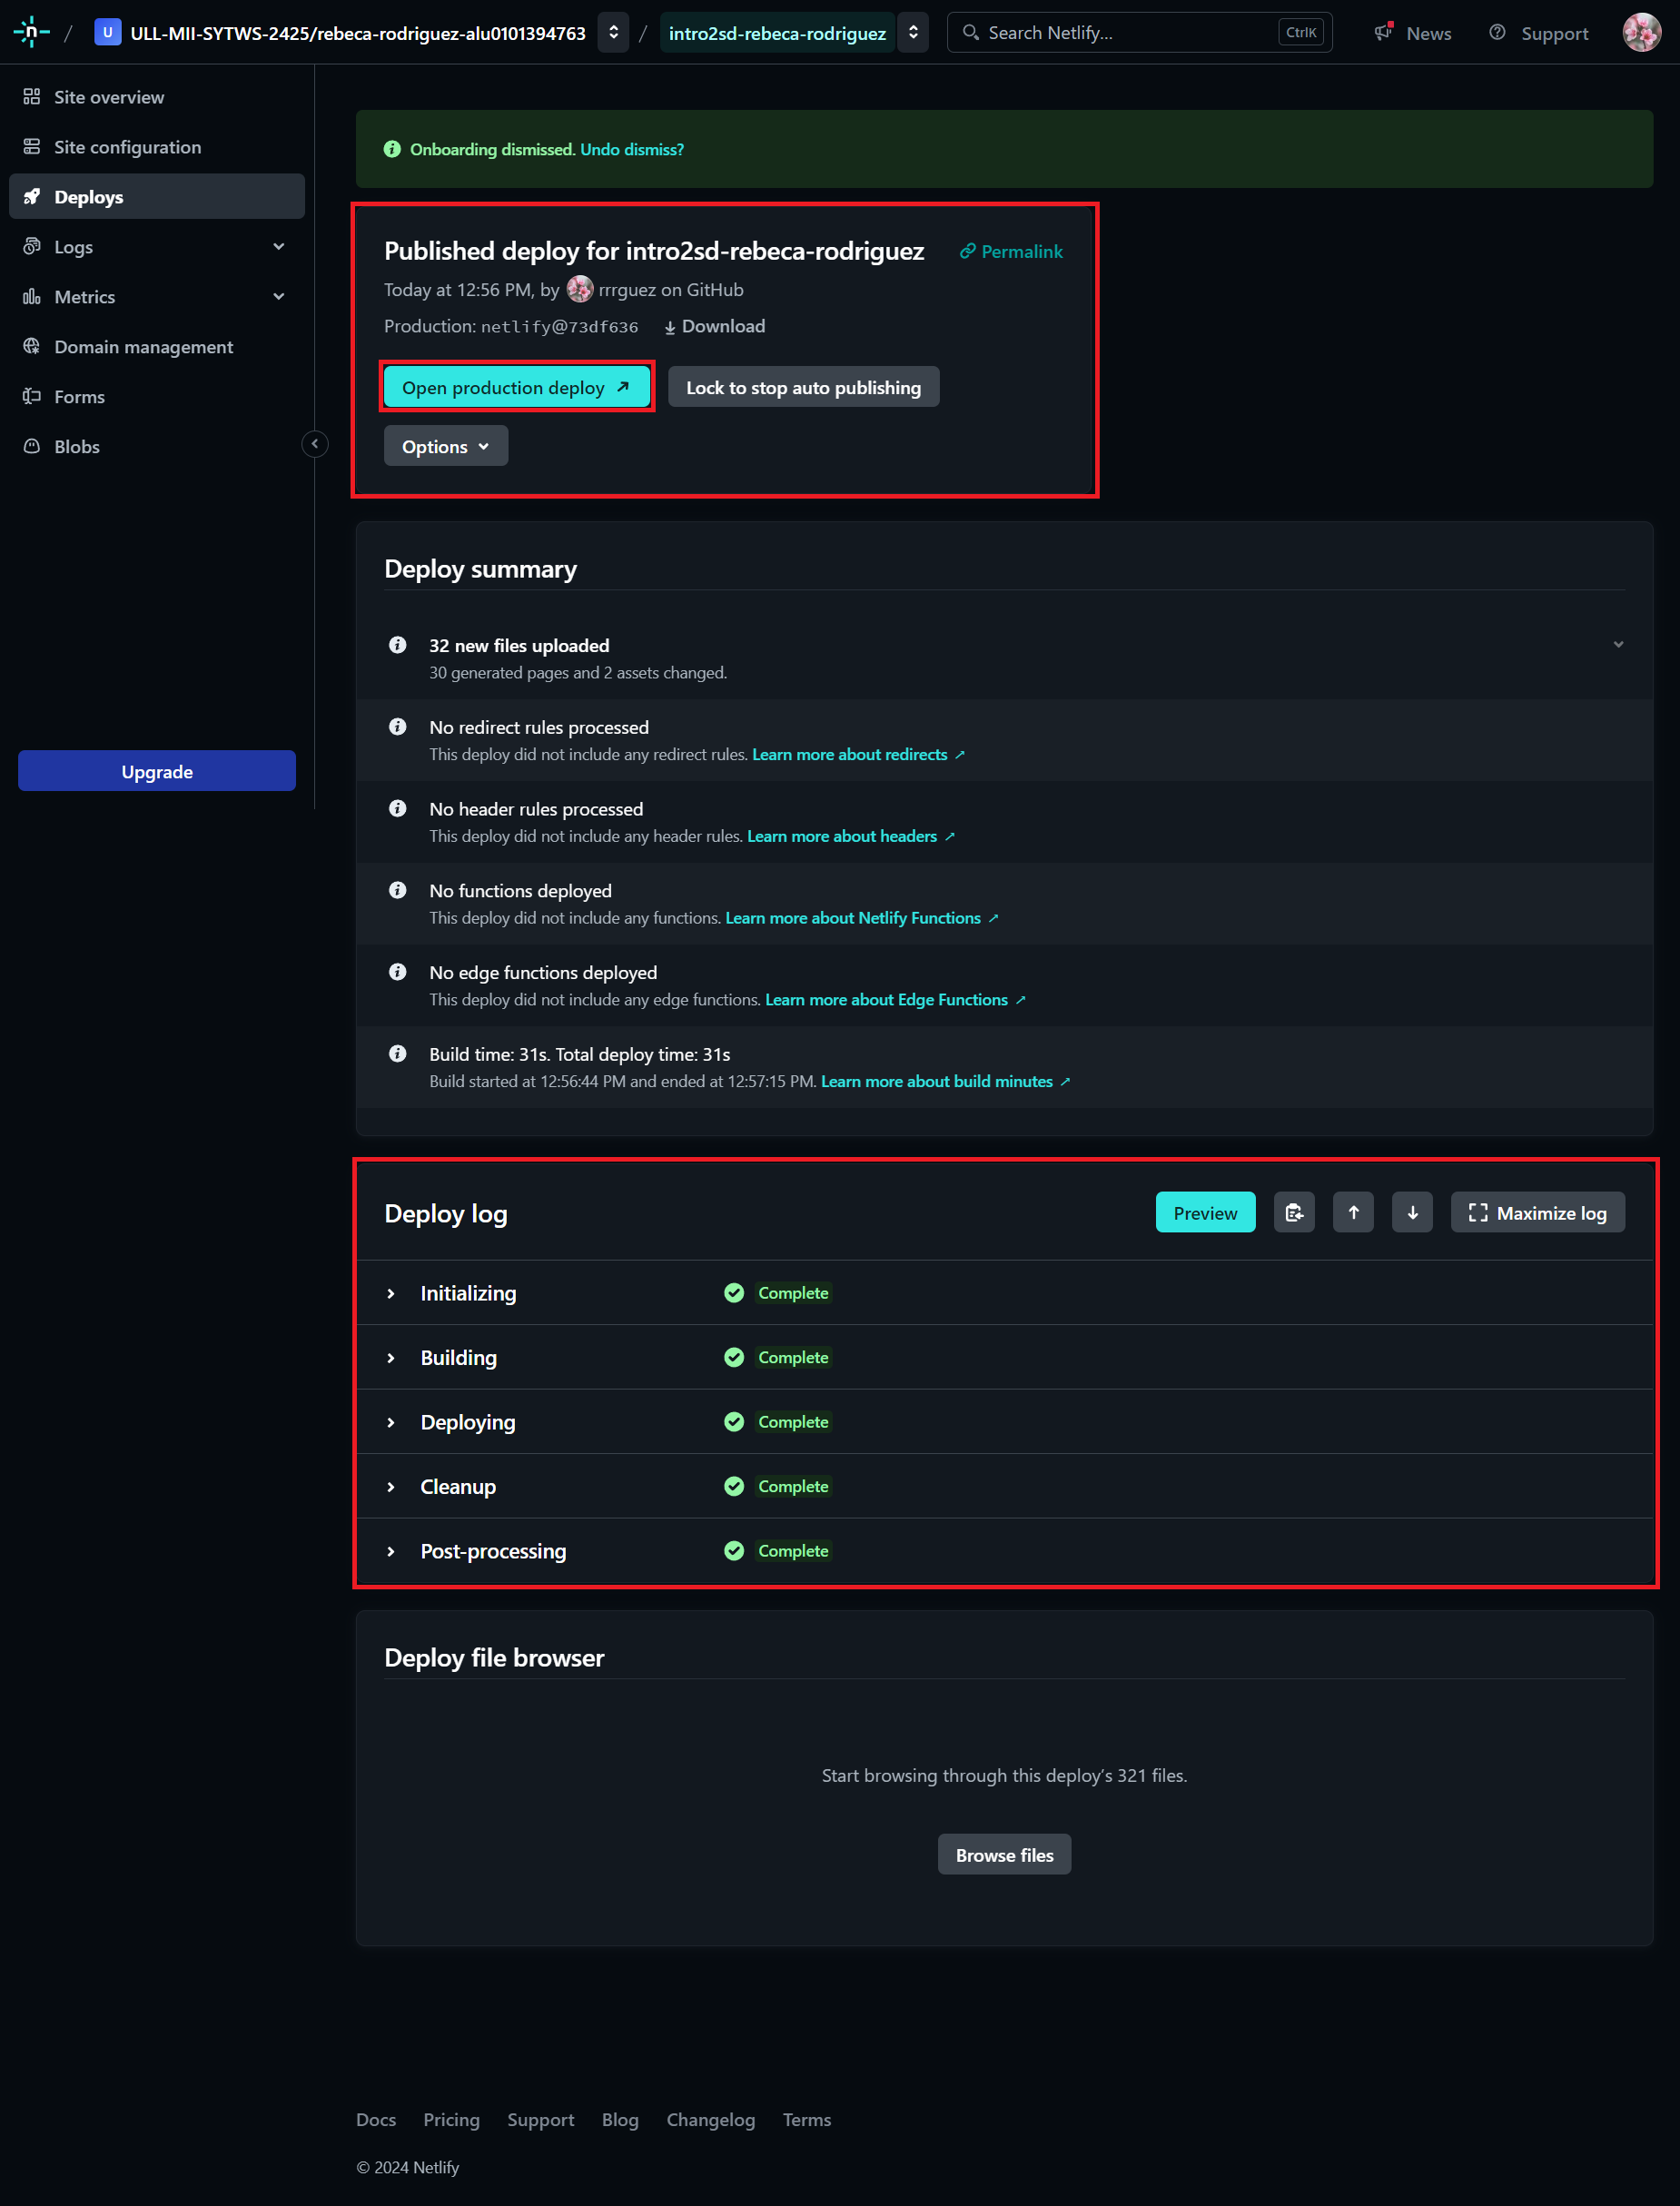 n / U ULL-MII-SYTWS-2425/rebeca-rodriguez-alu0101394763 / intro2sd-rebeca-rodriguez Search Netlify... CtrlK News Support
Site overview
Site configuration
Deploys
Logs
Metrics
Domain management
Forms
Blobs
Upgrade
Onboarding dismissed. Undo dismiss?
Published deploy for intro2sd-rebeca-rodriguez Permalink
Today at 12:56 PM, by rrrguez on GitHub
Production: netlify@73df636 Download
Open production deploy Lock to stop auto publishing
Options
Deploy summary
32 new files uploaded
30 generated pages and 2 assets changed.
No redirect rules processed
This deploy did not include any redirect rules. Learn more about redirects
No header rules processed
This deploy did not include any header rules. Learn more about headers
No functions deployed
This deploy did not include any functions. Learn more about Netlify Functions
No edge functions deployed
This deploy did not include any edge functions. Learn more about Edge Functions
Build time: 31s. Total deploy time: 31s
Build started at 12:56:44 PM and ended at 12:57:15 PM. Learn more about build minutes
Deploy log Preview Maximize log
Initializing Complete
Building Complete
Deploying Complete
Cleanup Complete
Post-processing Complete
Deploy file browser
Start browsing through this deploy’s 321 files.
Browse files
Docs Pricing Support Blog Changelog Terms
© 2024 Netlify